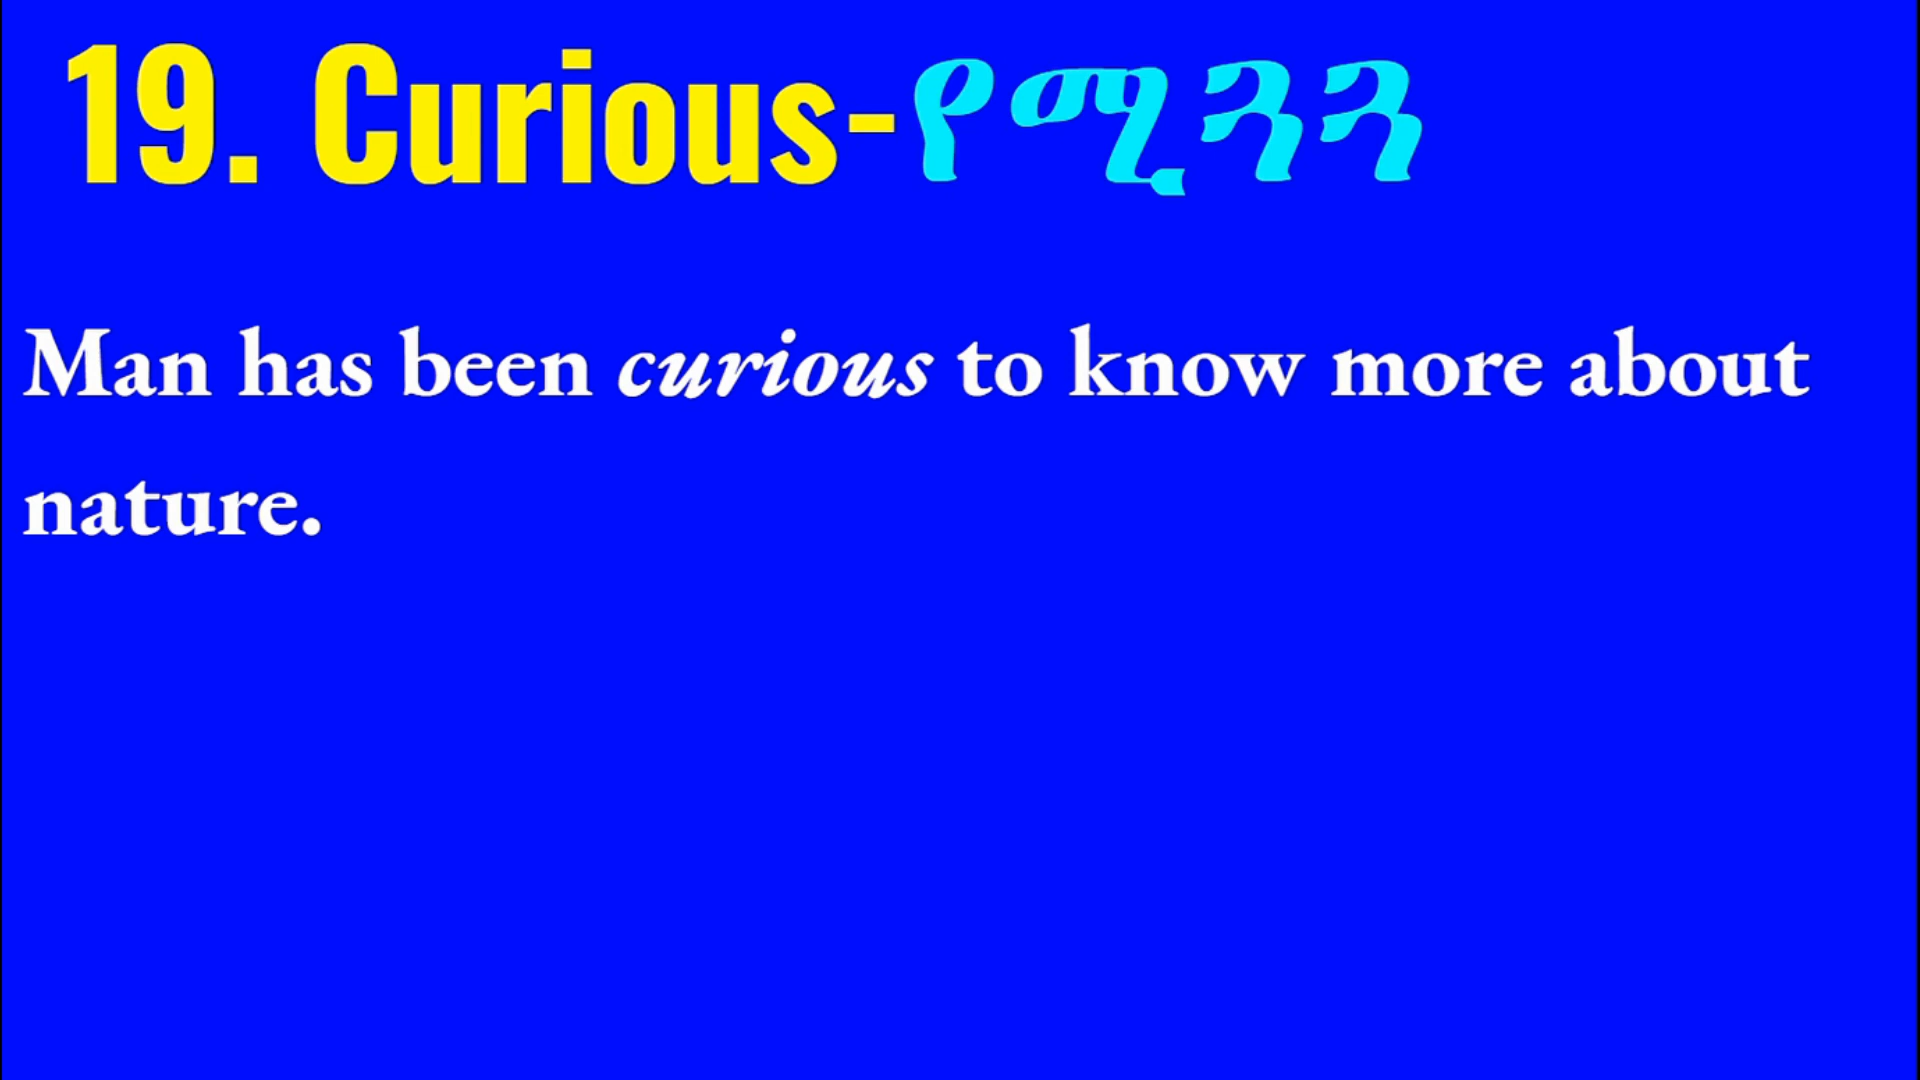 19. Curious-የሚጓጓ
Man has been curious to know more about
nature.